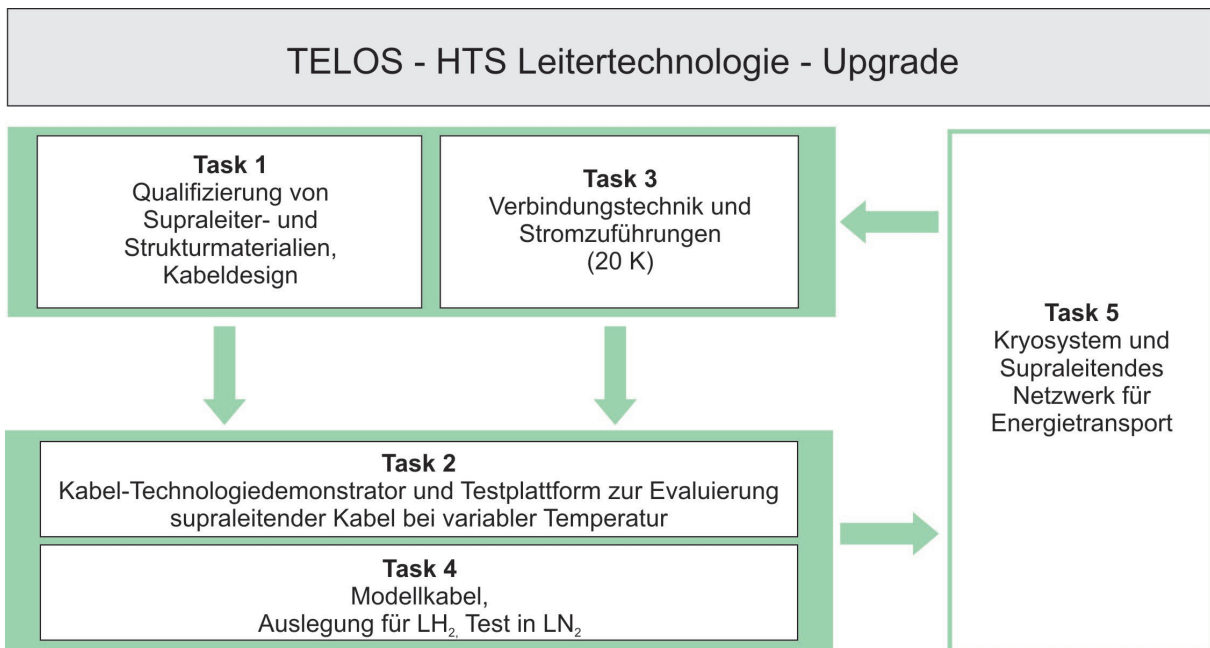 TELOS - HTS Leitertechnologie - Upgrade
Task 1
Qualifizierung von
Supraleiter- und
Strukturmaterialien,
Kabeldesign
Task 3
Verbindungstechnik und
Stromzuführungen
(20 K)
Task 2
Kabel-Technologiedemonstrator und Testplattform zur Evaluierung
supraleitender Kabel bei variabler Temperatur
Task 4
Modellkabel,
Auslegung für LH₂, Test in LN₂
Task 5
Kryosystem und
Supraleitendes
Netzwerk für
Energietransport